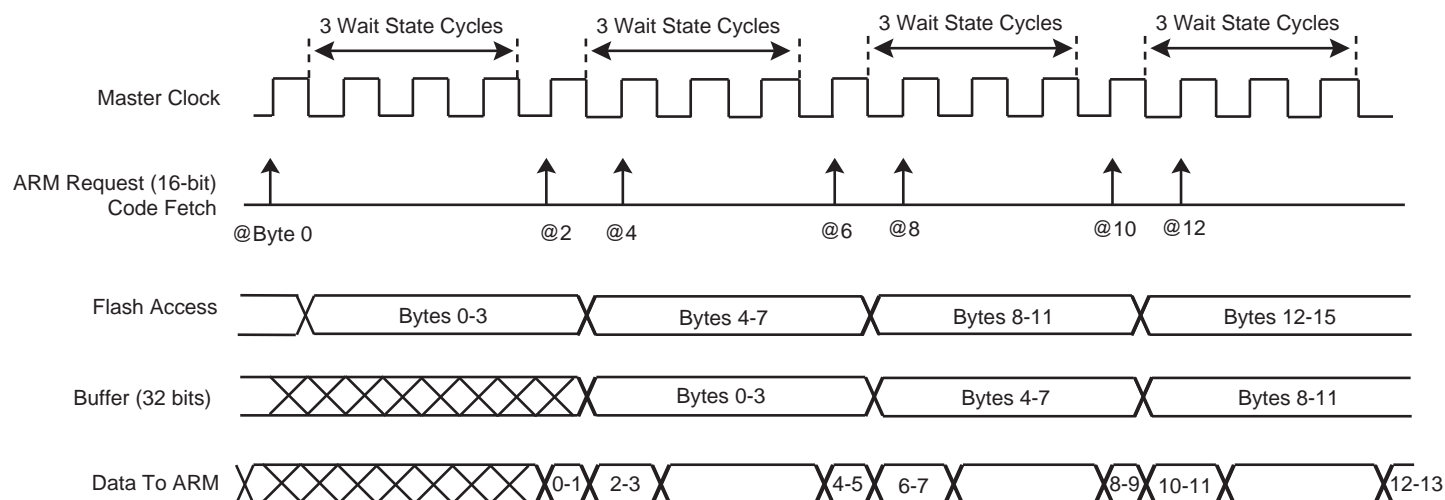 3 Wait State Cycles
3 Wait State Cycles
3 Wait State Cycles
3 Wait State Cycles
Master Clock
ARM Request (16-bit)
Code Fetch
@Byte 0
@2
@4
@6
@8
@10
@12
Flash Access
Bytes 0-3
Bytes 4-7
Bytes 8-11
Bytes 12-15
Buffer (32 bits)
Bytes 0-3
Bytes 4-7
Bytes 8-11
Data To ARM
0-1
2-3
4-5
6-7
8-9
10-11
12-13